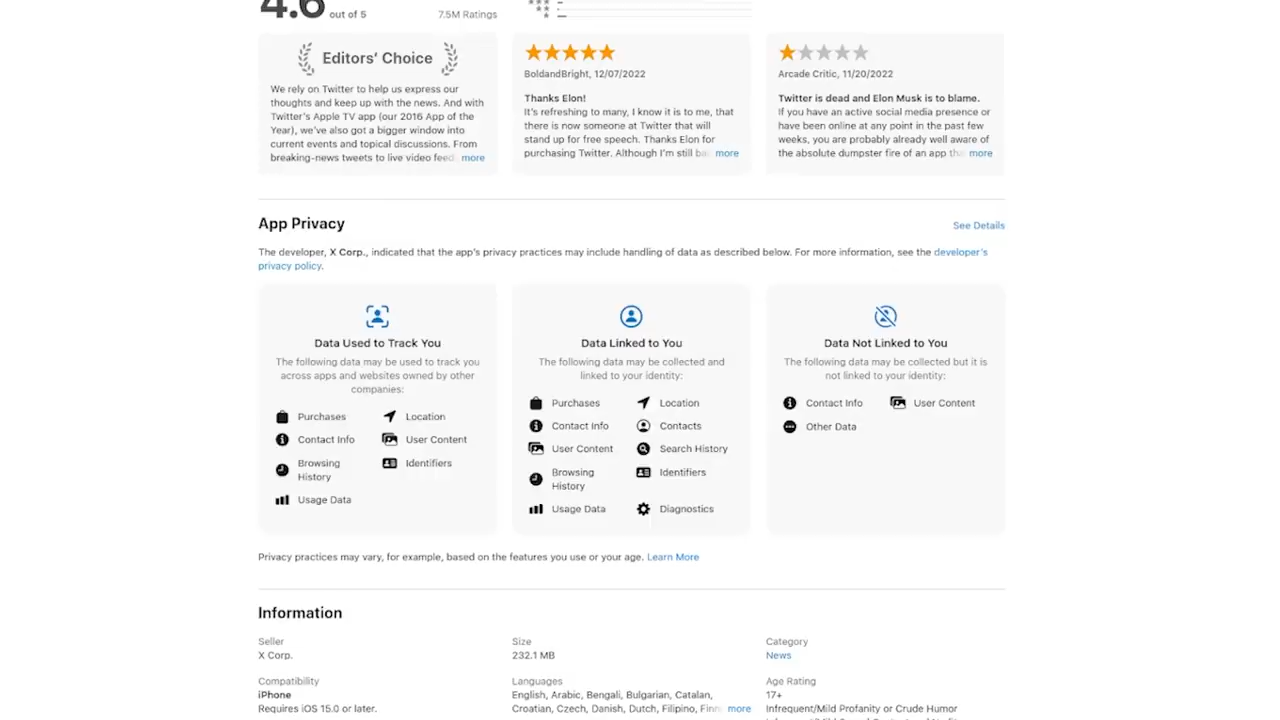 4.6 out of 5
7.5M Ratings
Editors' Choice
We rely on Twitter to help us express our
thoughts and keep up with the news. And with
Twitter's Apple TV app (our 2016 App of the
Year), we've also got a bigger window into
current events and topical discussions. From
breaking-news tweets to live video feed more
BoldandBright, 12/07/2022
Thanks Elon!
It's refreshing to many, I know it is to me, that
there is now someone at Twitter that will
stand up for free speech. Thanks Elon for
purchasing Twitter. Although I'm still more
Arcade Critic, 11/20/2022
Twitter is dead and Elon Musk is to blame.
If you have an active social media presence or
have been online at any point in the past few
weeks, you are probably already well aware of
the absolute dumpster fire of an app more
App Privacy
See Details
The developer, X Corp., indicated that the app's privacy practices may include handling of data as described below. For more information, see the developer's
privacy policy.
Data Used to Track You
The following data may be used to track you
across apps and websites owned by other
companies:
Purchases
Location
Contact Info
User Content
Browsing
History
Identifiers
Usage Data
Data Linked to You
The following data may be collected and
linked to your identity:
Purchases
Location
Contact Info
Contacts
User Content
Search History
Browsing
History
Identifiers
Usage Data
Diagnostics
Data Not Linked to You
The following data may be collected but it is
not linked to your identity:
Contact Info
User Content
Other Data
Privacy practices may vary, for example, based on the features you use or your age. Learn More
Information
Seller
X Corp.
Size
232.1 MB
Category
News
Compatibility
iPhone
Requires iOS 15.0 or later.
Languages
English, Arabic, Bengali, Bulgarian, Catalan,
Croatian, Czech, Danish, Dutch, Filipino, more
Age Rating
17+
Infrequent/Mild Profanity or Crude Humor